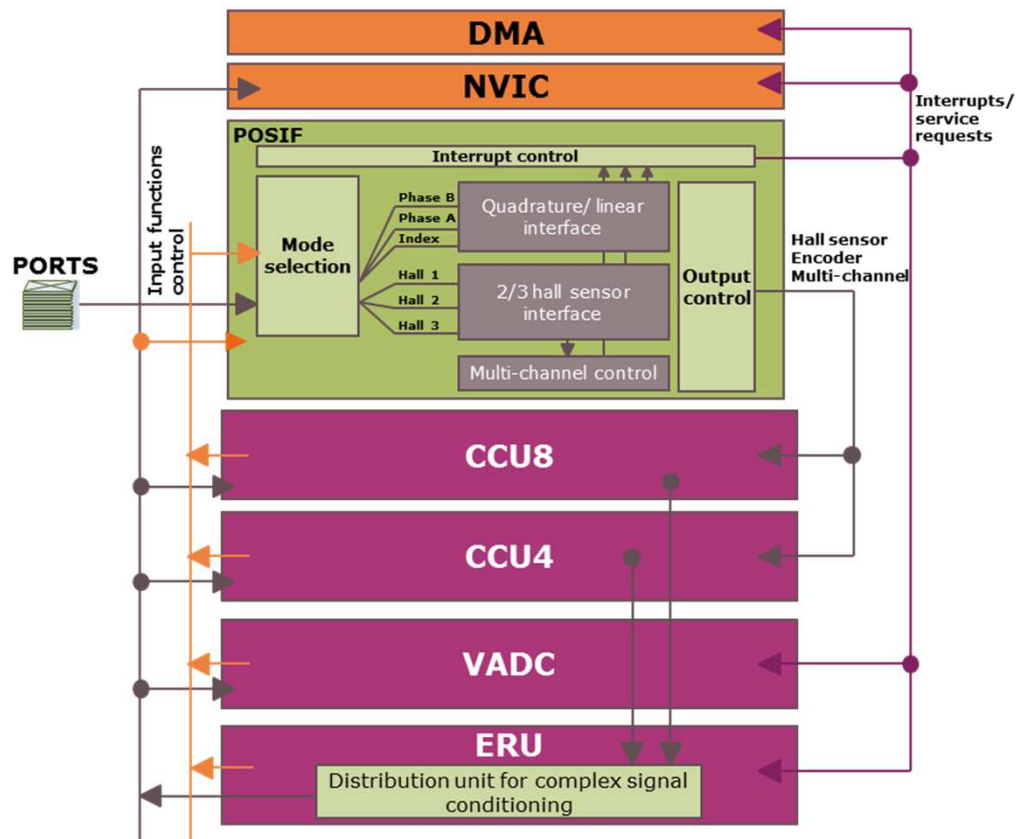 DMA
NVIC
Interrupts/
service
requests
POSIF
Interrupt control
Input functions
control
PORTS
Mode
selection
Phase B
Phase A
Index
Hall 1
Hall 2
Hall 3
Quadrature/ linear
interface
2/3 hall sensor
interface
Multi-channel control
Output
control
Hall sensor
Encoder
Multi-channel
CCU8
CCU4
VADC
ERU
Distribution unit for complex signal
conditioning